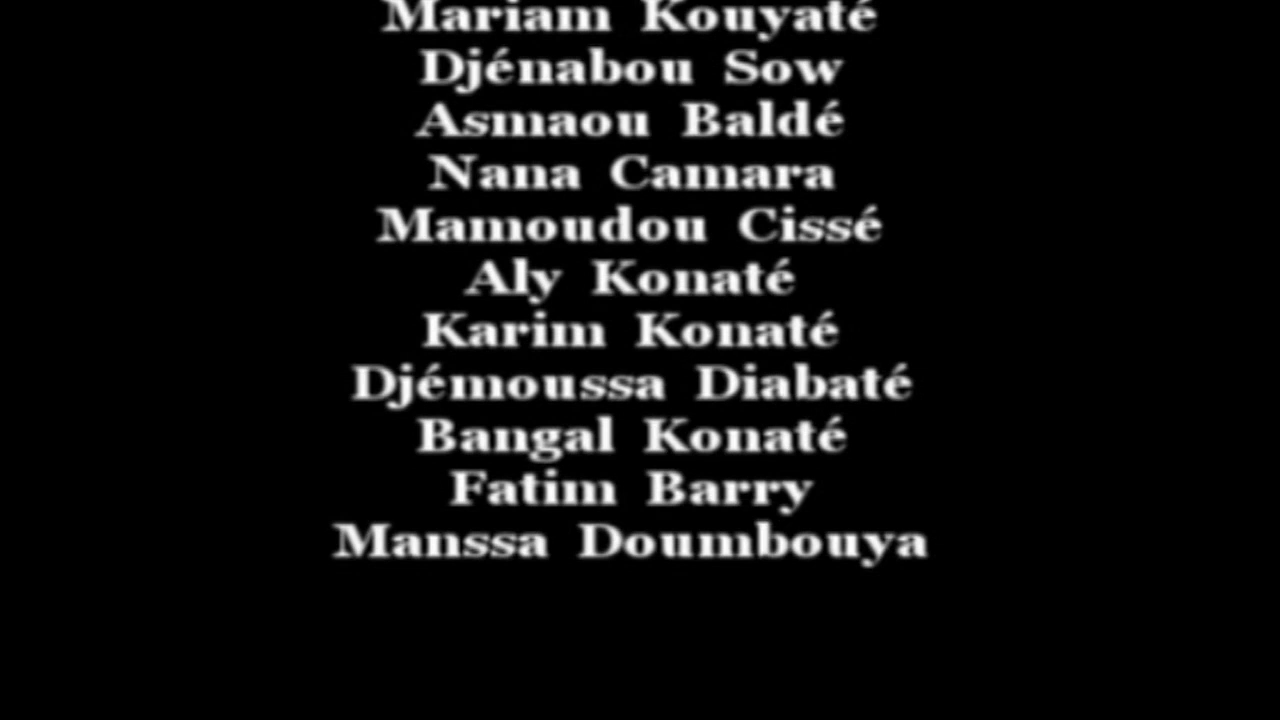 Mariam Kouyaté
Djénabou Sow
Asmaou Baldé
Nana Camara
Mamoudou Cissé
Aly Konaté
Karim Konaté
Djémoussa Diabaté
Bangal Konaté
Fatim Barry
Manssa Doumbouya